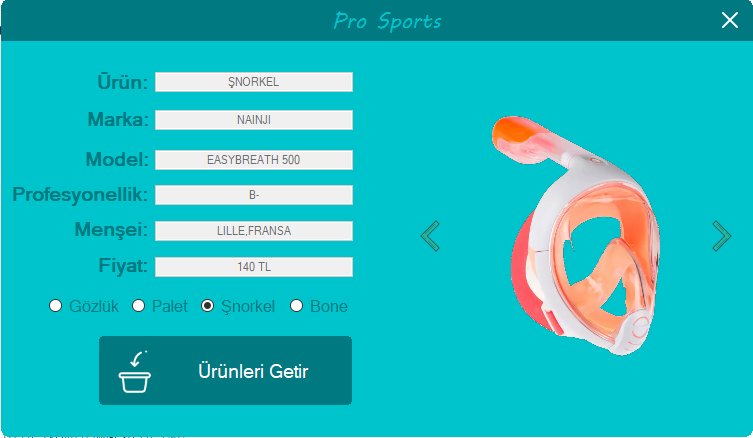 Pro Sports
Ürün: ŞNORKEL
Marka: NAINJI
Model: EASYBREATH 500
Profesyonellik: B-
Menşei: LILLE,FRANSA
Fiyat: 140 TL
Gözlük Palet Şnorkel Bone
Ürünleri Getir